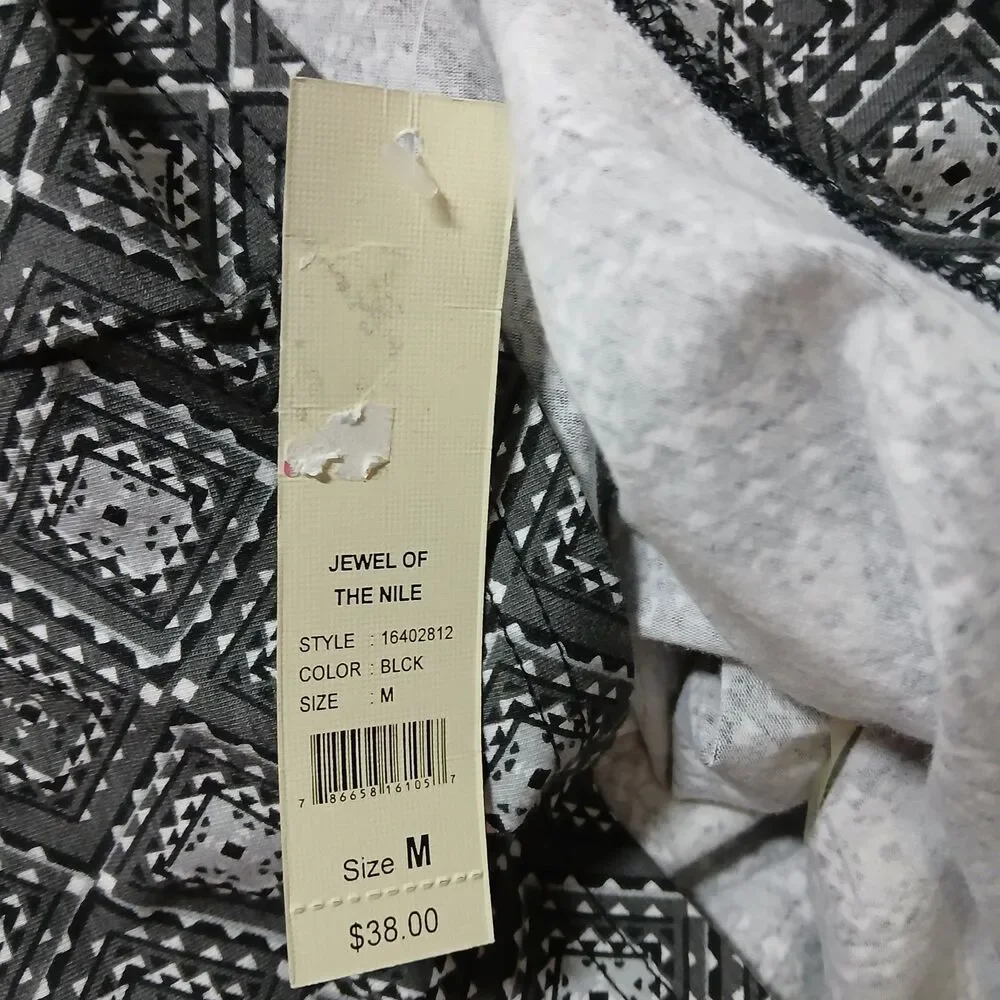 JEWEL OF
THE NILE
STYLE : 16402812
COLOR : BLCK
SIZE : M
7 86658 16105 7
Size M
$38.00